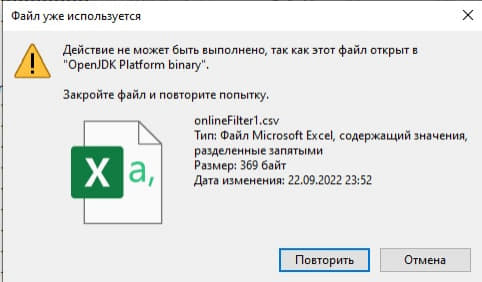 Файл уже используется
Действие не может быть выполнено, так как этот файл открыт в
"OpenJDK Platform binary".
Закройте файл и повторите попытку.
X
a,
onlineFilter1.csv
Тип: Файл Microsoft Excel, содержащий значения,
разделенные запятыми
Размер: 369 байт
Дата изменения: 22.09.2022 23:52
Повторить
Отмена